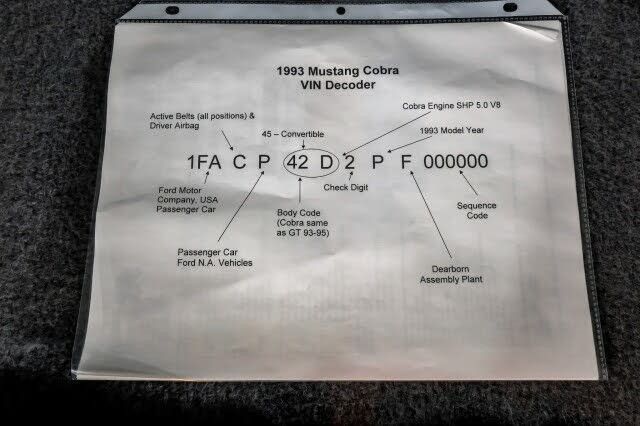 1993 Mustang Cobra
VIN Decoder
Cobra Engine SHP 5.0 V8
Active Belts (all positions) &
Driver Airbag
45 – Convertible
1993 Model Year
1FA C P 42 D 2 P F 000000
Check Digit
Ford Motor
Company, USA
Passenger Car
Body Code
(Cobra same
as GT 93-95)
Sequence
Code
Passenger Car
Ford N.A. Vehicles
Dearborn
Assembly Plant